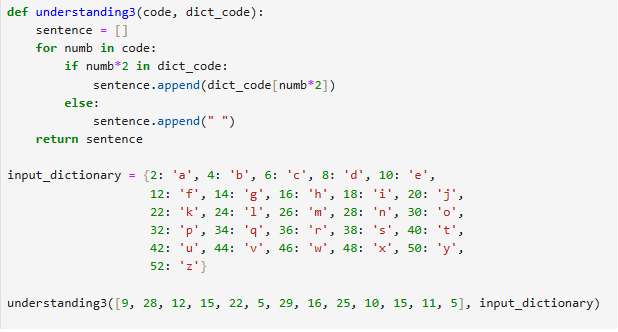 def understanding3(code, dict_code):
    sentence = []
    for numb in code:
        if numb*2 in dict_code:
            sentence.append(dict_code[numb*2])
        else:
            sentence.append(" ")
    return sentence

input_dictionary = {2: 'a', 4: 'b', 6: 'c', 8: 'd', 10: 'e',
                    12: 'f', 14: 'g', 16: 'h', 18: 'i', 20: 'j',
                    22: 'k', 24: 'l', 26: 'm', 28: 'n', 30: 'o',
                    32: 'p', 34: 'q', 36: 'r', 38: 's', 40: 't',
                    42: 'u', 44: 'v', 46: 'w', 48: 'x', 50: 'y',
                    52: 'z'}

understanding3([9, 28, 12, 15, 22, 5, 29, 16, 25, 10, 15, 11, 5], input_dictionary)